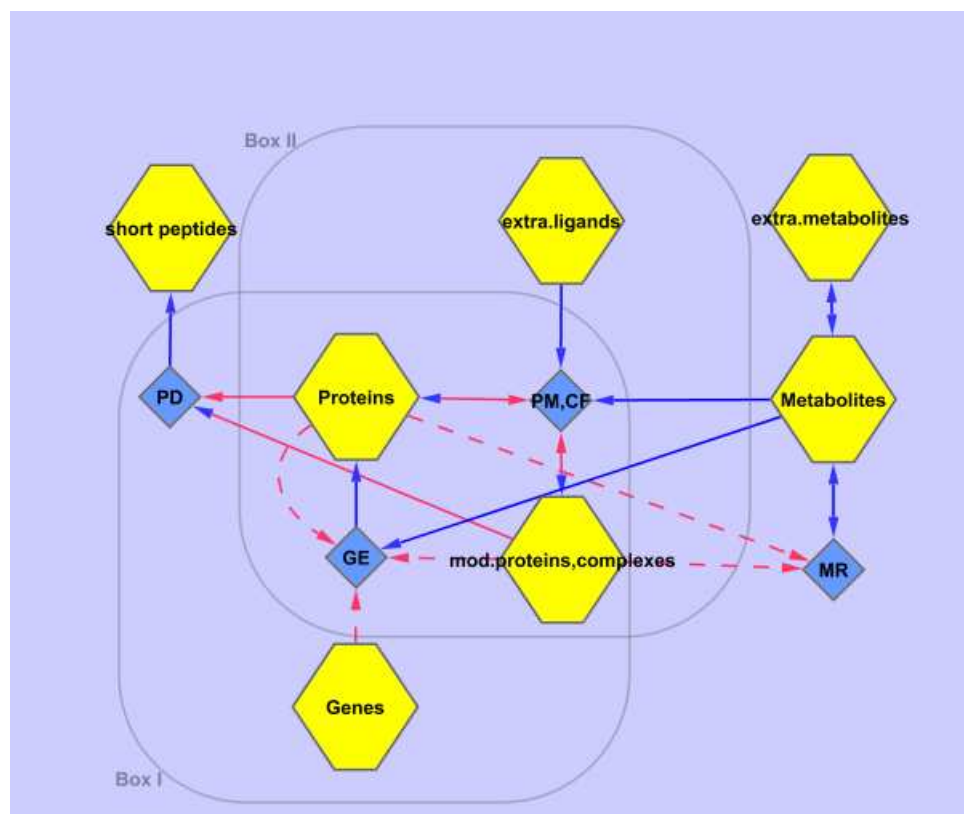 Box II
short peptides
extra.ligands
extra.metabolites
PD
Proteins
PM,CF
Metabolites
GE
mod.proteins,complexes
MR
Genes
Box I